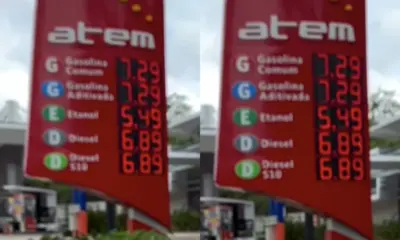 atem
G Gasolina Comum 7.29
G Gasolina Aditivada 7.29
E Etanol 5.49
D Diesel 6.89
D Diesel S10 6.89
atem
G Gasolina Comum 7.29
G Gasolina Aditivada 7.29
E Etanol 5.49
D Diesel 6.89
D Diesel S10 6.89